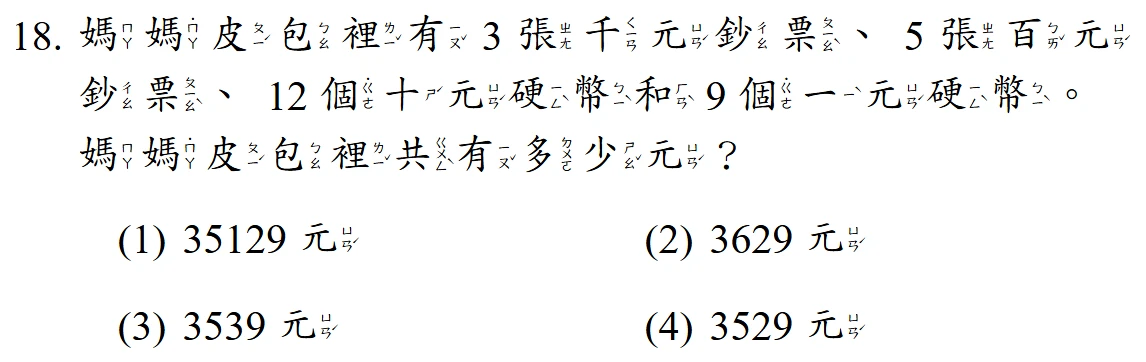 18. 媽媽皮包裡有 3 張千元鈔票、 5 張百元
鈔票、 12 個十元硬幣和 9 個一元硬幣。
媽媽皮包裡共有多少元？
(1) 35129 元 (2) 3629 元
(3) 3539 元 (4) 3529 元